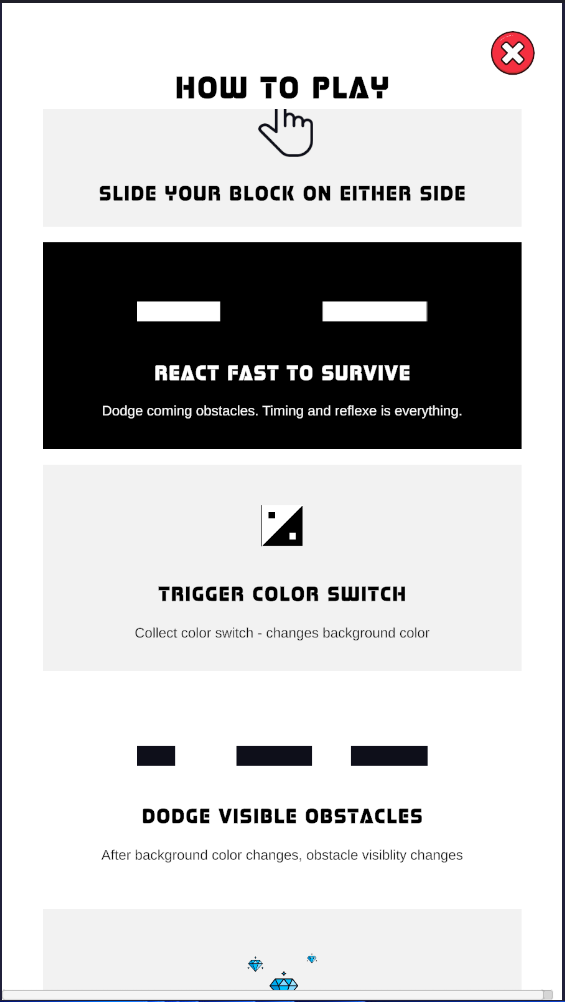 HOW TO PLAY
SLIDE YOUR BLOCK ON EITHER SIDE
REACT FAST TO SURVIVE
Dodge coming obstacles. Timing and reflexe is everything.
TRIGGER COLOR SWITCH
Collect color switch - changes background color
DODGE VISIBLE OBSTACLES
After background color changes, obstacle visiblity changes